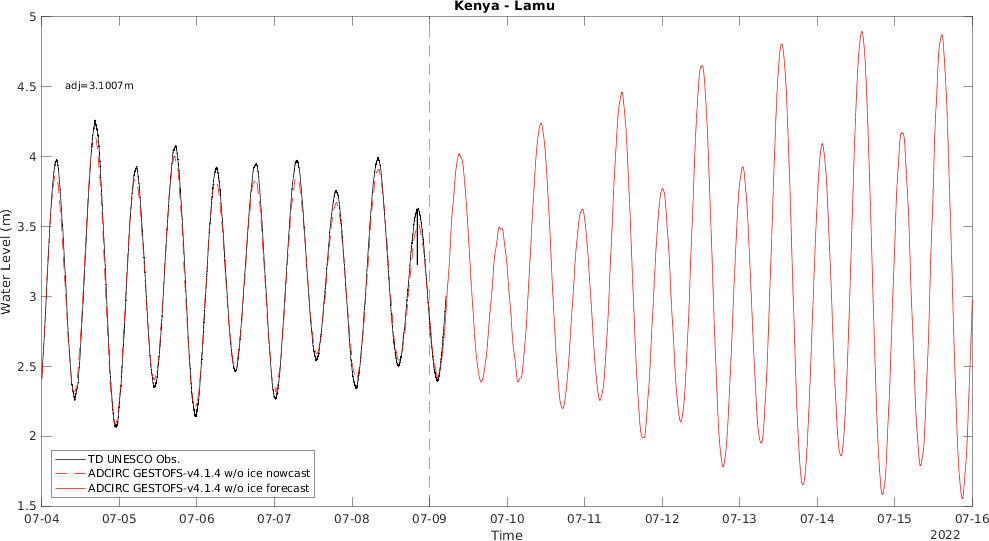 Kenya - Lamu
5
4.5
4
3.5
3
2.5
2
1.5
Water Level (m)
adj=3.1007m
TD UNESCO Obs.
ADCIRC GESTOFS-v4.1.4 w/o ice nowcast
ADCIRC GESTOFS-v4.1.4 w/o ice forecast
07-04 07-05 07-06 07-07 07-08 07-09 07-10 07-11 07-12 07-13 07-14 07-15 07-16
Time
2022